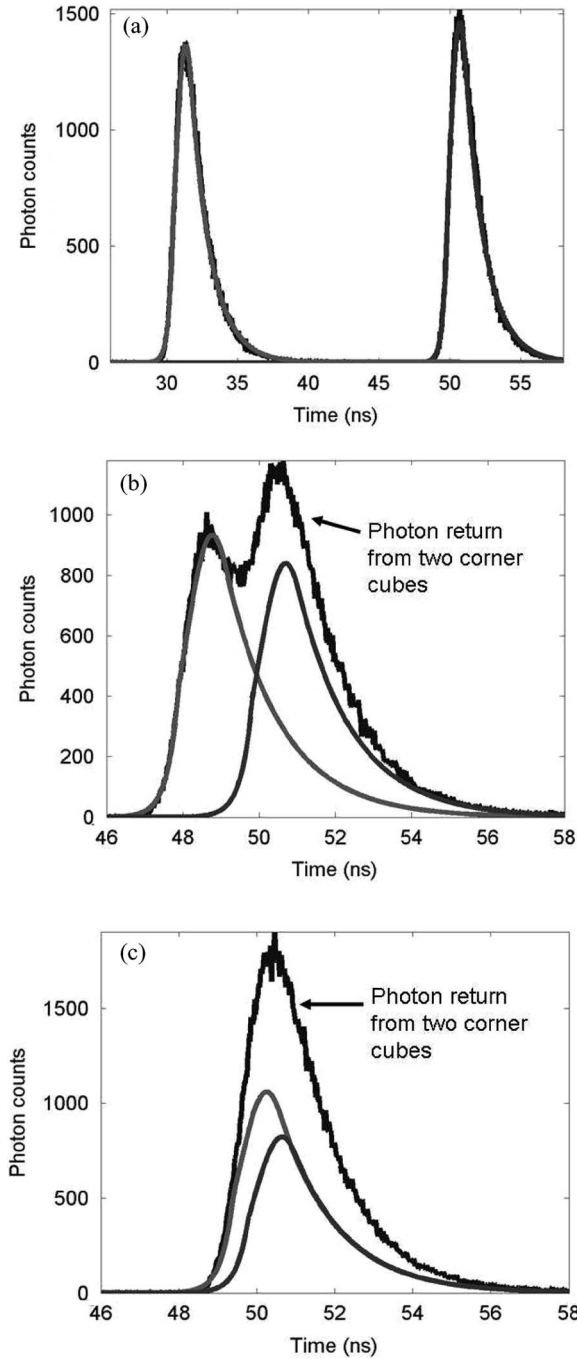 (a)
1500
1000
500
0
Photon counts
30 35 40 45 50 55
Time (ns)
(b)
1000
800
600
400
200
0
Photon counts
Photon return
from two corner
cubes
46 48 50 52 54 56 58
Time (ns)
(c)
1500
1000
500
0
Photon counts
Photon return
from two corner
cubes
46 48 50 52 54 56 58
Time (ns)